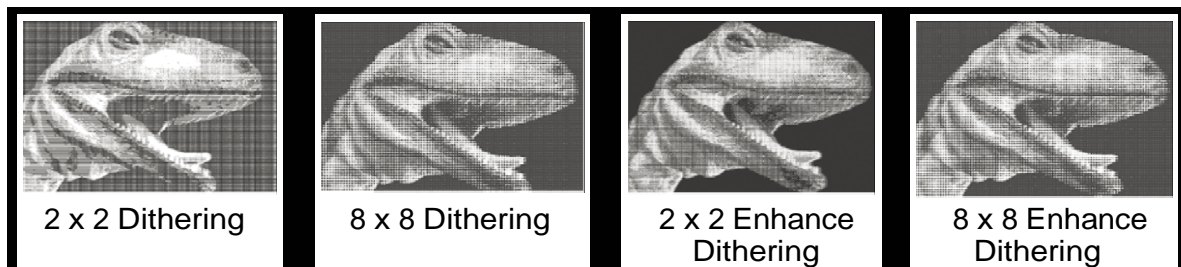 2 x 2 Dithering
8 x 8 Dithering
2 x 2 Enhance
Dithering
8 x 8 Enhance
Dithering